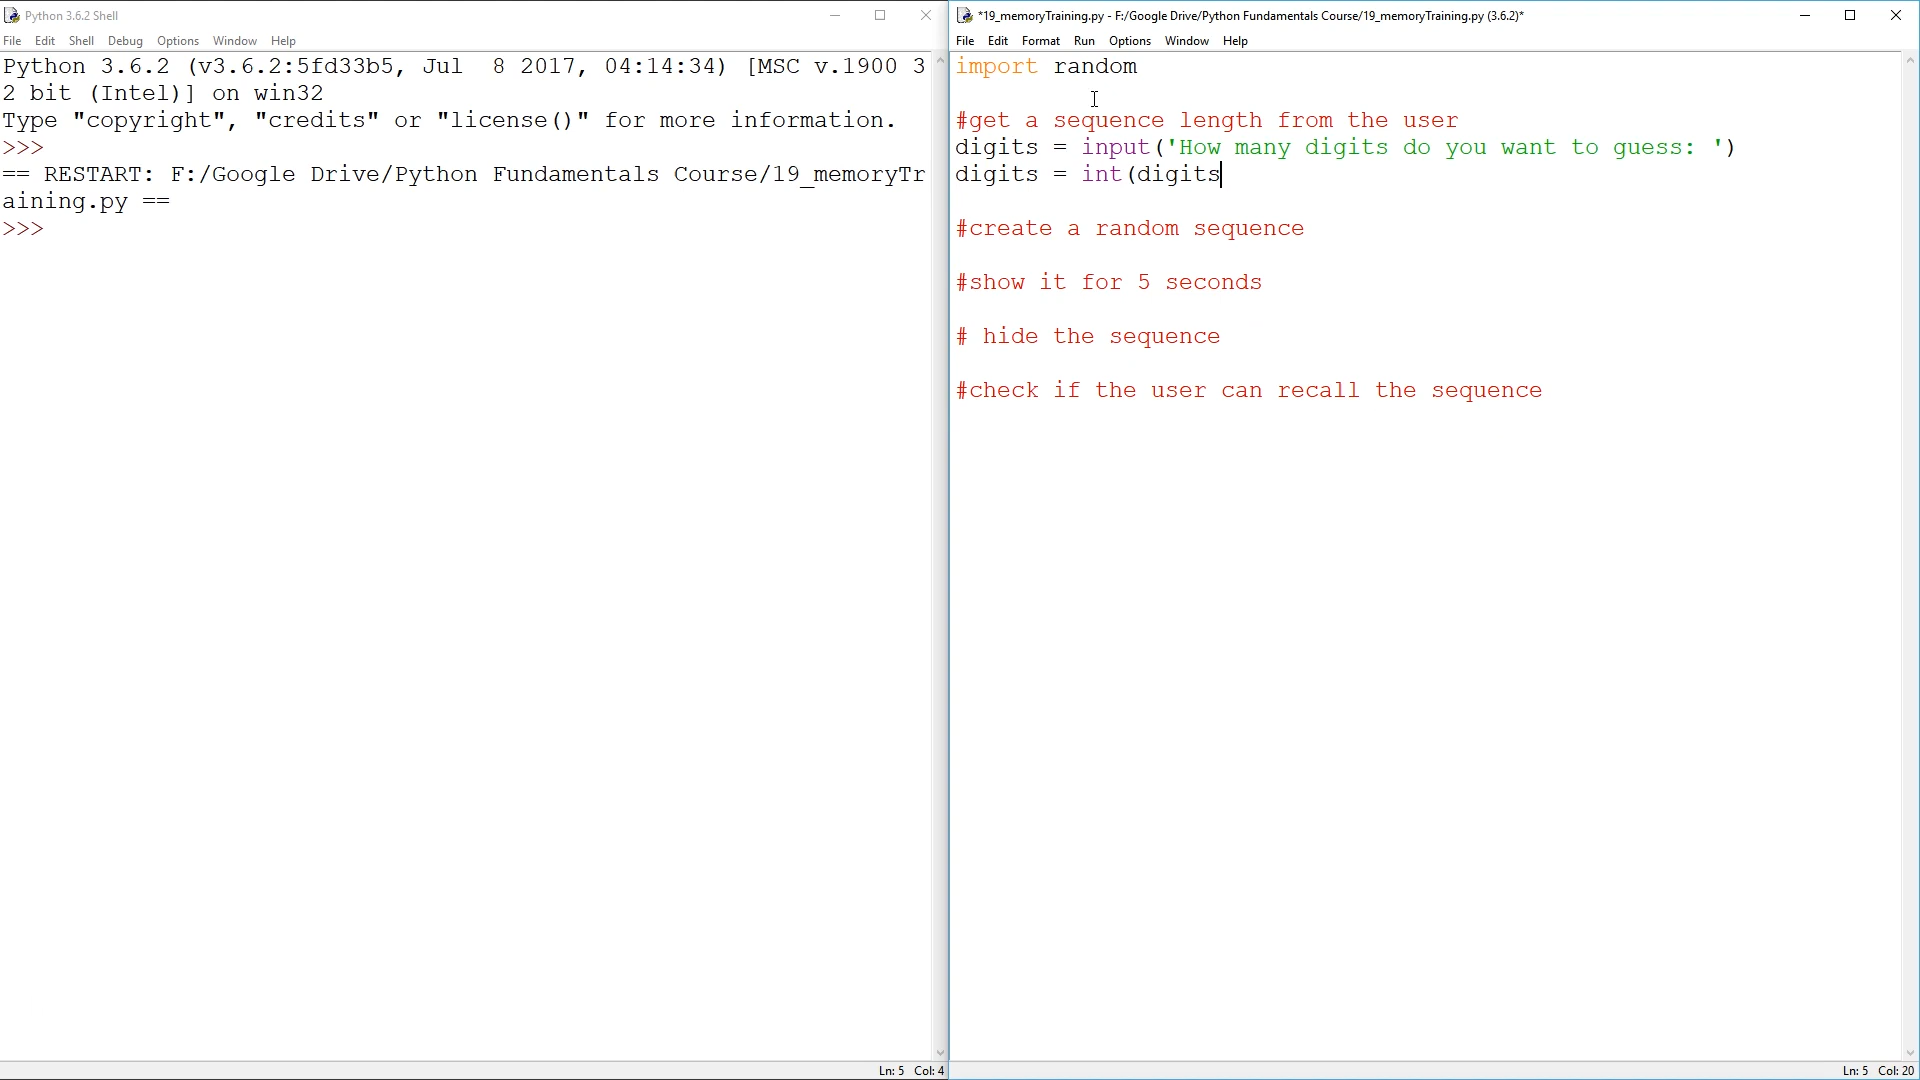 Python 3.6.2 Shell
File Edit Shell Debug Options Window Help
Python 3.6.2 (v3.6.2:5fd33b5, Jul  8 2017, 04:14:34) [MSC v.1900 3
2 bit (Intel)] on win32
Type "copyright", "credits" or "license()" for more information.
>>>
== RESTART: F:/Google Drive/Python Fundamentals Course/19_memoryTr
aining.py ==
>>>
Ln: 5 Col: 4
*19_memoryTraining.py - F:/Google Drive/Python Fundamentals Course/19_memoryTraining.py (3.6.2)*
File Edit Format Run Options Window Help
import random
#get a sequence length from the user
digits = input('How many digits do you want to guess: ')
digits = int(digits
#create a random sequence
#show it for 5 seconds
# hide the sequence
#check if the user can recall the sequence
Ln: 5 Col: 20